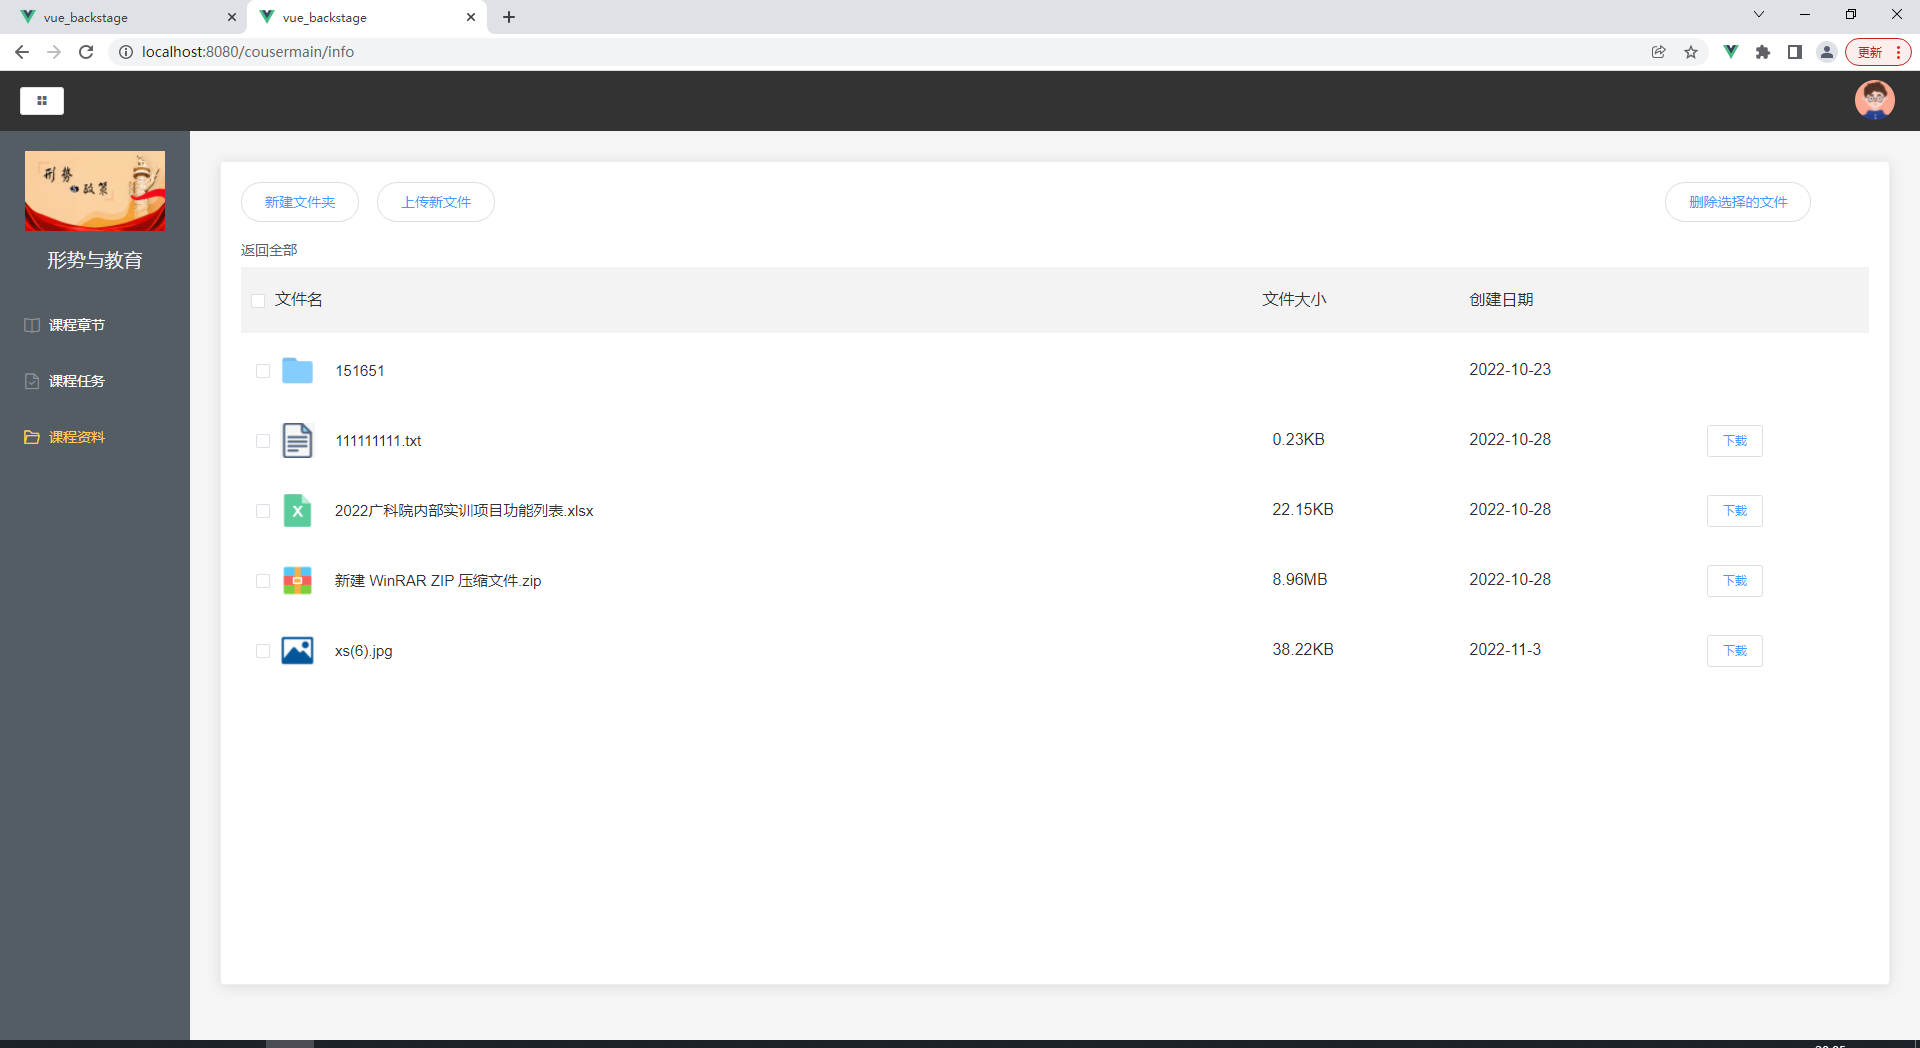 vue_backstage
vue_backstage
localhost:8080/cousermain/info
更新
形势
与政策
形势与教育
课程章节
课程任务
课程资料
新建文件夹 上传新文件 删除选择的文件
返回全部
文件名 文件大小 创建日期
151651 2022-10-23
111111111.txt 0.23KB 2022-10-28 下载
2022广科院内部实训项目功能列表.xlsx 22.15KB 2022-10-28 下载
新建 WinRAR ZIP 压缩文件.zip 8.96MB 2022-10-28 下载
xs(6).jpg 38.22KB 2022-11-3 下载